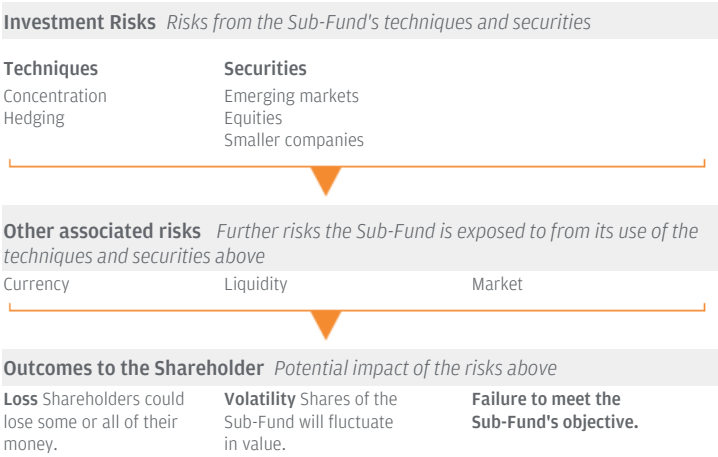 Investment Risks Risks from the Sub-Fund's techniques and securities
Techniques Securities
Concentration Emerging markets
Hedging Equities
Smaller companies
Other associated risks Further risks the Sub-Fund is exposed to from its use of the
techniques and securities above
Currency Liquidity Market
Outcomes to the Shareholder Potential impact of the risks above
Loss Shareholders could Volatility Shares of the Failure to meet the
lose some or all of their Sub-Fund will fluctuate Sub-Fund's objective.
money. in value.